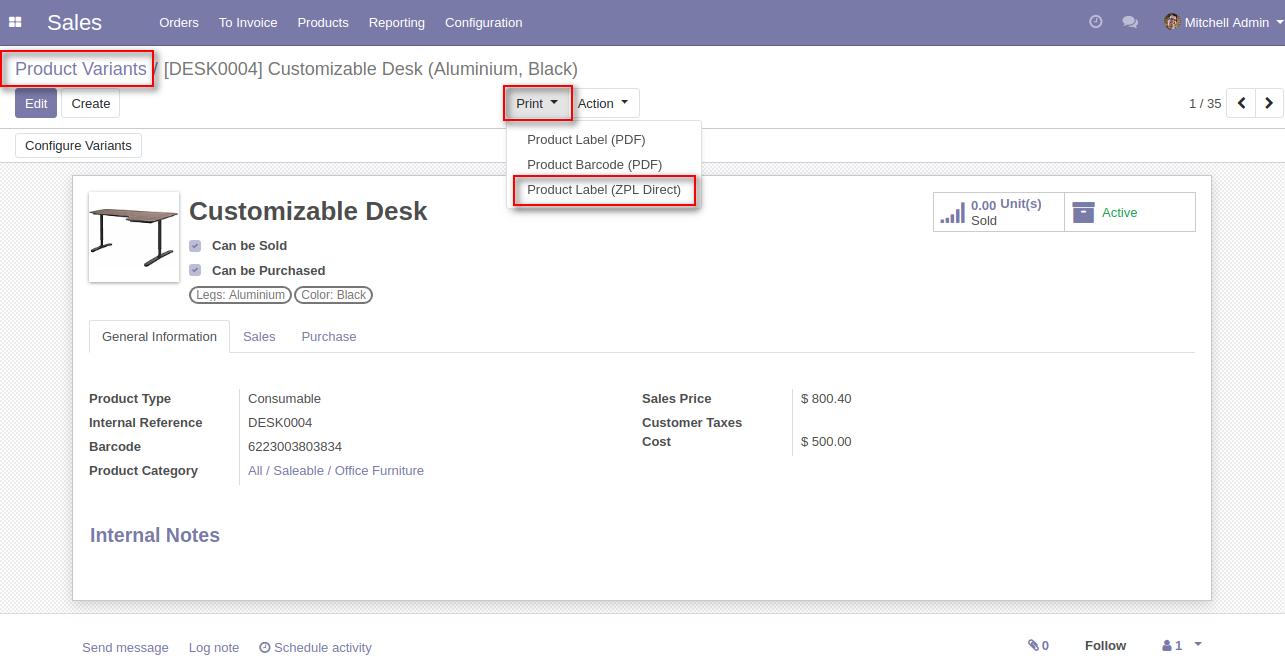 Sales Orders To Invoice Products Reporting Configuration Mitchell Admin
Product Variants / [DESK0004] Customizable Desk (Aluminium, Black)
Edit Create Print Action 1 / 35
Product Label (PDF)
Configure Variants
Product Barcode (PDF)
Product Label (ZPL Direct)
Customizable Desk
0.00 Unit(s)
Sold
Active
Can be Sold
Can be Purchased
Legs: Aluminium Color: Black
General Information Sales Purchase
Product Type Consumable Sales Price $ 800.40
Internal Reference DESK0004 Customer Taxes
Barcode 6223003803834 Cost $ 500.00
Product Category All / Saleable / Office Furniture
Internal Notes
Send message Log note Schedule activity 0 Follow 1